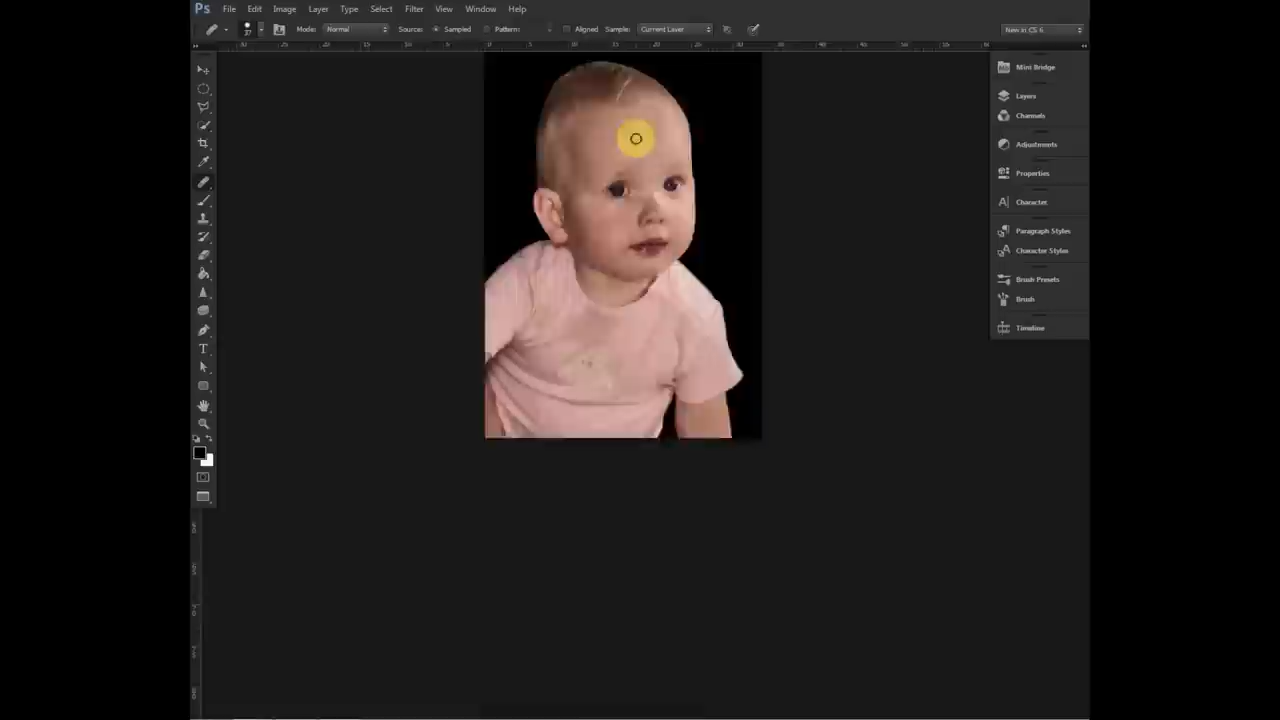 Ps File Edit Image Layer Type Select Filter View Window Help
37 Mode: Normal Source: Sampled Pattern: Aligned Sample: Current Layer New in CS 6
Mini Bridge
Layers
Channels
Adjustments
Properties
Character
Paragraph Styles
Character Styles
Brush Presets
Brush
Timeline